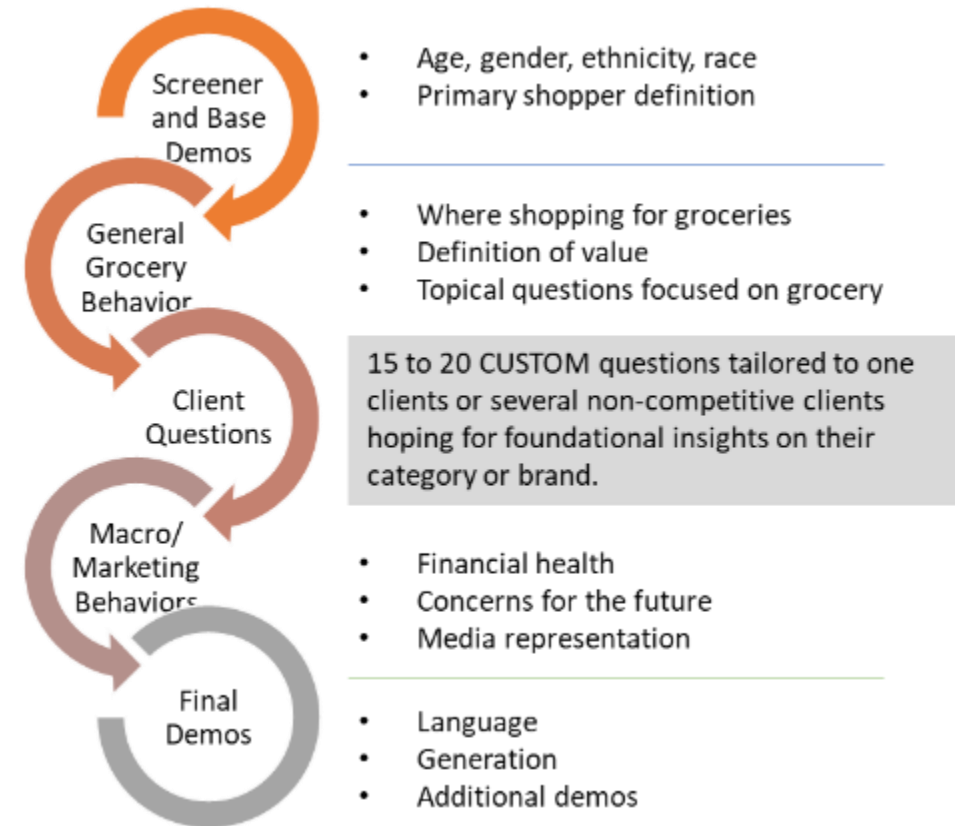 Screener
and Base
Demos
• Age, gender, ethnicity, race
• Primary shopper definition
General
Grocery
Behavior
• Where shopping for groceries
• Definition of value
• Topical questions focused on grocery
Client
Questions
15 to 20 CUSTOM questions tailored to one
clients or several non-competitive clients
hoping for foundational insights on their
category or brand.
Macro/
Marketing
Behaviors
• Financial health
• Concerns for the future
• Media representation
Final
Demos
• Language
• Generation
• Additional demos